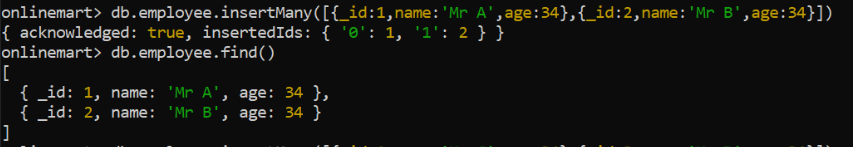 onlinemart> db.employee.insertMany([{_id:1,name:'Mr A',age:34},{_id:2,name:'Mr B',age:34}])
{ acknowledged: true, insertedIds: { '0': 1, '1': 2 } }
onlinemart> db.employee.find()
[
  { _id: 1, name: 'Mr A', age: 34 },
  { _id: 2, name: 'Mr B', age: 34 }
]